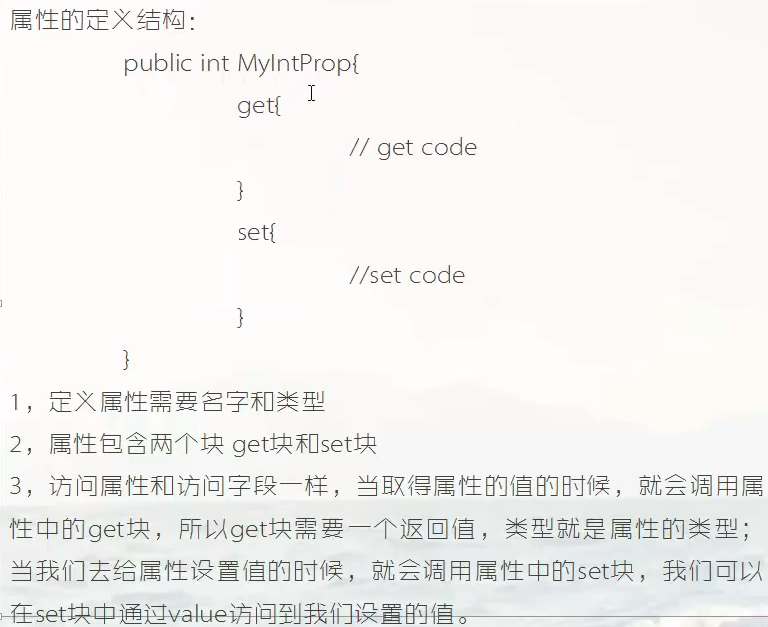 属性的定义结构：
public int MyIntProp{
get{
// get code
}
set{
//set code
}
}
1，定义属性需要名字和类型
2，属性包含两个块 get块和set块
3，访问属性和访问字段一样，当取得属性的值的时候，就会调用属
性中的get块，所以get块需要一个返回值，类型就是属性的类型；
当我们去给属性设置值的时候，就会调用属性中的set块，我们可以
在set块中通过value访问到我们设置的值。